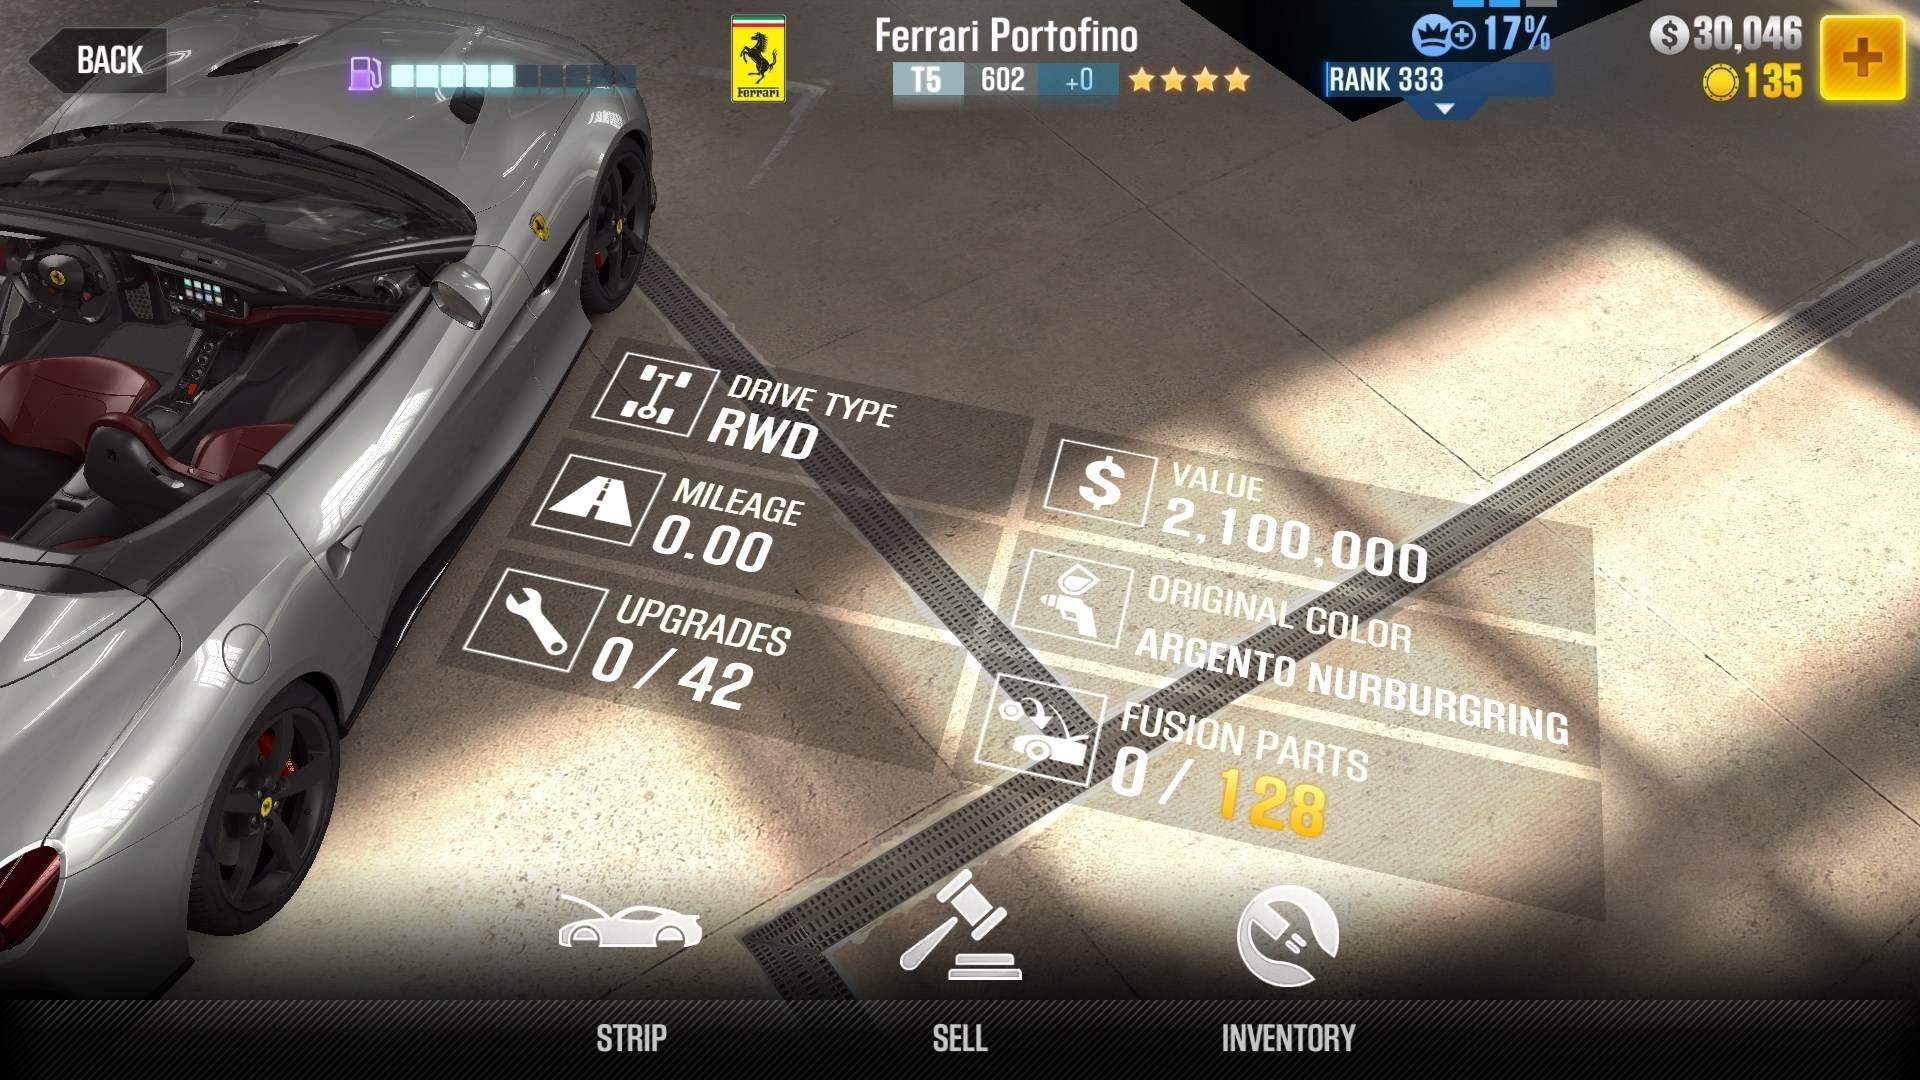 BACK
Ferrari
Ferrari Portofino
T5 602 +0
17%
RANK 333
30,046
135
DRIVE TYPE
RWD
MILEAGE
0.00
UPGRADES
0 / 42
VALUE
2,100,000
ORIGINAL COLOR
ARGENTO NURBURGRING
FUSION PARTS
0 / 128
STRIP
SELL
INVENTORY